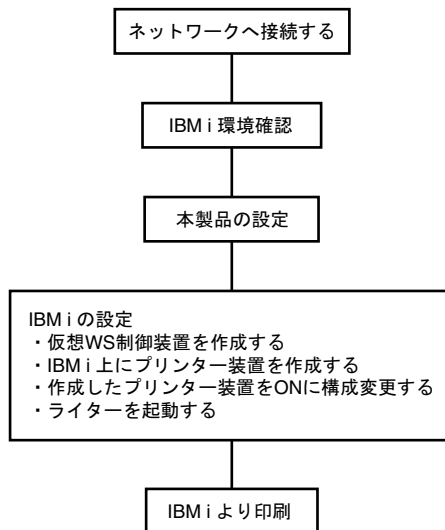 ネットワークへ接続する
IBM i 環境確認
本製品の設定
IBM i の設定
・仮想WS制御装置を作成する
・IBM i 上にプリンター装置を作成する
・作成したプリンター装置をONに構成変更する
・ライターを起動する
IBM i より印刷